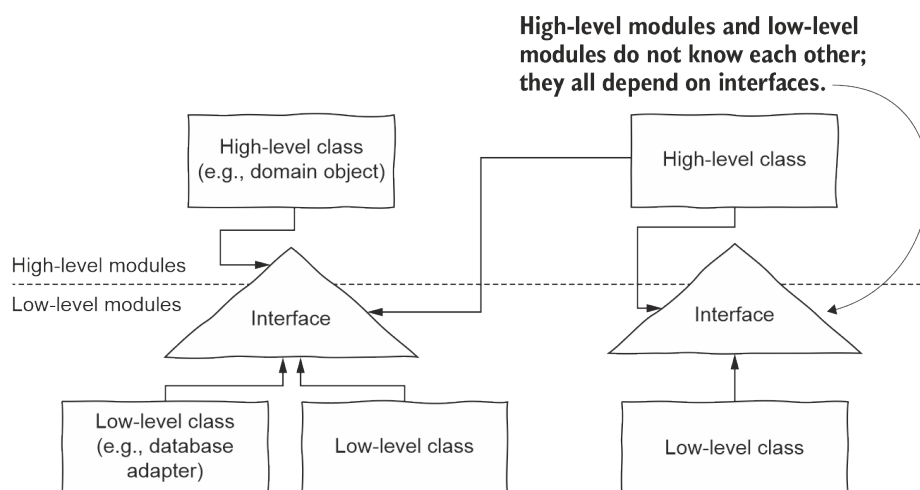 High-level modules and low-level
modules do not know each other;
they all depend on interfaces.
High-level class
(e.g., domain object)
High-level class
High-level modules
Low-level modules
Interface
Interface
Low-level class
(e.g., database
adapter)
Low-level class
Low-level class